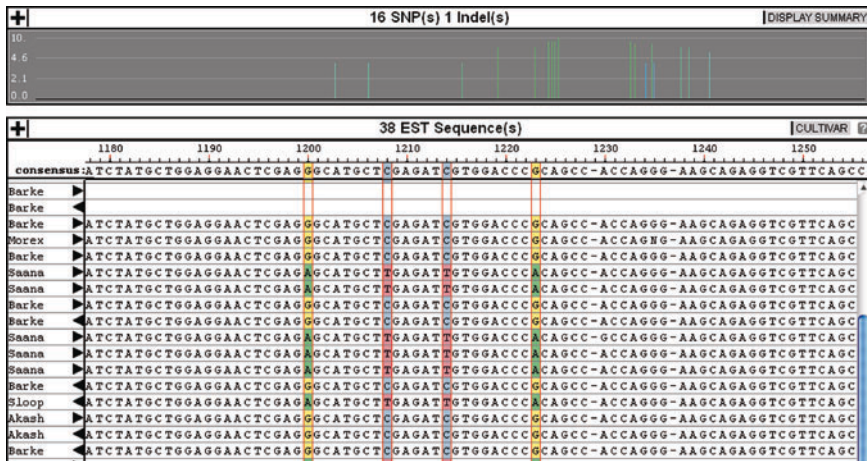 16 SNP(s) 1 Indel(s)
DISPLAY SUMMARY
10.
4.6
2.1
0.0
38 EST Sequence(s)
CULTIVAR ?
1180 1190 1200 1210 1220 1230 1240 1250
consensus: ATCTATGCTGGAGGAACTCGAGGGCATGCTCGAGATCGTGGACCCGCAGCC-ACCAGGG-AAGCAGAGGTCGTTCAGCC
Barke
Barke
Barke ATCTATGCTGGAGGAACTCGAGGGCATGCTCGAGATCGTGGACCCGCAGCC-ACCAGGG-AAGCAGAGGTCGTTCAGC
Morex ATCTATGCTGGAGGAACTCGAGGGCATGCTCGAGATCGTGGACCCGCAGCC-ACCAGNG-AAGCAGAGGTCGTTCAGC
Barke ATCTATGCTGGAGGAACTCGAGGGCATGCTCGAGATCGTGGACCCGCAGCC-ACCAGGG-AAGCAGAGGTCGTTCAGC
Saana ATCTATGCTGGAGGAACTCGAGAGCATGCTTGAGATTGTGGACCCACAGCC-ACCAGGG-AAGCAGAGGTCGTTCAGC
Saana ATCTATGCTGGAGGAACTCGAGAGCATGCTTGAGATTGTGGACCCACAGCC-ACCAGGG-AAGCAGAGGTCGTTCAGC
Barke ATCTATGCTGGAGGAACTCGAGGGCATGCTCGAGATCGTGGACCCGCAGCC-ACCAGGG-AAGCAGAGGTCGTTCAGC
Barke ATCTATGCTGGAGGAACTCGAGGGCATGCTCGAGATCGTGGACCCGCAGCC-ACCAGGG-AAGCAGAGGTCGTTCAGC
Saana ATCTATGCTGGAGGAACTCGAGAGCATGCTTGAGATTGTGGACCCACAGCC-GCCAGGG-AAGCAGAGGTCGTTCAGC
Saana ATCTATGCTGGAGGAACTCGAGAGCATGCTTGAGATTGTGGACCCACAGCC-ACCAGGG-AAGCAGAGGTCGTTCAGC
Saana ATCTATGCTGGAGGAACTCGAGAGCATGCTTGAGATTGTGGACCCACAGCC-ACCAGGG-AAGCAGAGGTCGTTCAGC
Barke ATCTATGCTGGAGGAACTCGAGGGCATGCTCGAGATCGTGGACCCGCAGCC-ACCAGGG-AAGCAGAGGTCGTTCAGC
Sloop ATCTATGCTGGAGGAACTCGAGAGCATGCTTGAGATTGTGGACCCACAGCC-ACCAGGG-AAGCAGAGGTCGTTCAGC
Akash ATCTATGCTGGAGGAACTCGAGGGCATGCTCGAGATCGTGGACCCGCAGCC-ACCAGGG-AAGCAGAGGTCGTTCAGC
Akash ATCTATGCTGGAGGAACTCGAGGGCATGCTCGAGATCGTGGACCCGCAGCC-ACCAGGG-AAGCAGAGGTCGTTCAGC
Barke ATCTATGCTGGAGGAACTCGAGGGCATGCTCGAGATCGTGGACCCGCAGCC-ACCAGGG-AAGCAGAGGTCGTTCAGC